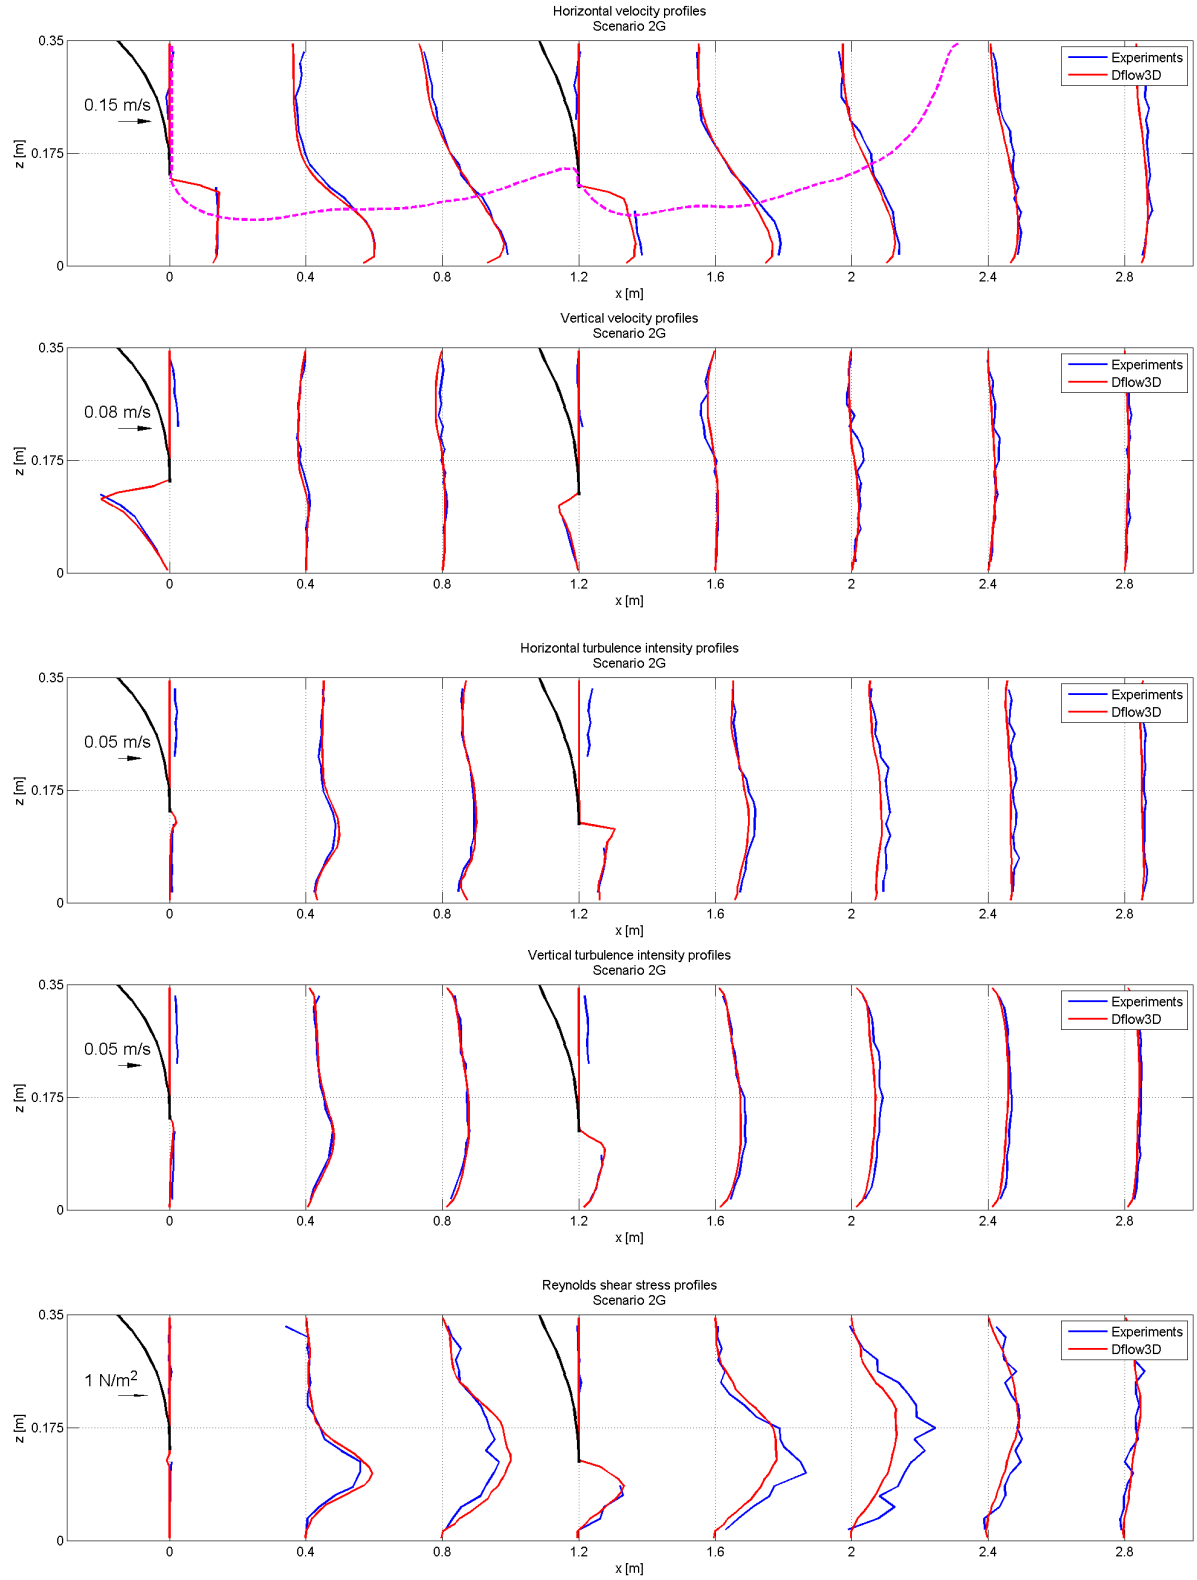 Horizontal velocity profiles
Scenario 2G
0.35
0.175
0
z [m]
0.15 m/s
Experiments
Dflow3D
0 0.4 0.8 1.2 1.6 2 2.4 2.8
x [m]
Vertical velocity profiles
Scenario 2G
0.35
0.175
0
z [m]
0.08 m/s
Experiments
Dflow3D
0 0.4 0.8 1.2 1.6 2 2.4 2.8
x [m]
Horizontal turbulence intensity profiles
Scenario 2G
0.35
0.175
0
z [m]
0.05 m/s
Experiments
Dflow3D
0 0.4 0.8 1.2 1.6 2 2.4 2.8
x [m]
Vertical turbulence intensity profiles
Scenario 2G
0.35
0.175
0
z [m]
0.05 m/s
Experiments
Dflow3D
0 0.4 0.8 1.2 1.6 2 2.4 2.8
x [m]
Reynolds shear stress profiles
Scenario 2G
0.35
0.175
0
z [m]
1 N/m²
Experiments
Dflow3D
0 0.4 0.8 1.2 1.6 2 2.4 2.8
x [m]